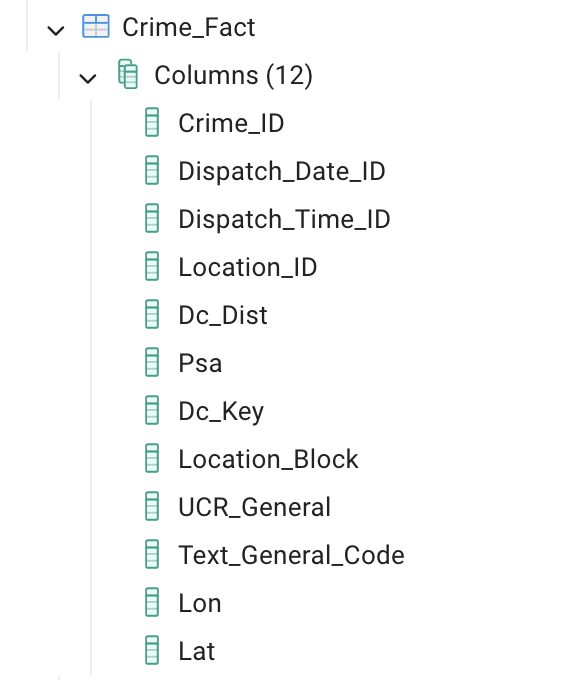 Crime_Fact
Columns (12)
Crime_ID
Dispatch_Date_ID
Dispatch_Time_ID
Location_ID
Dc_Dist
Psa
Dc_Key
Location_Block
UCR_General
Text_General_Code
Lon
Lat